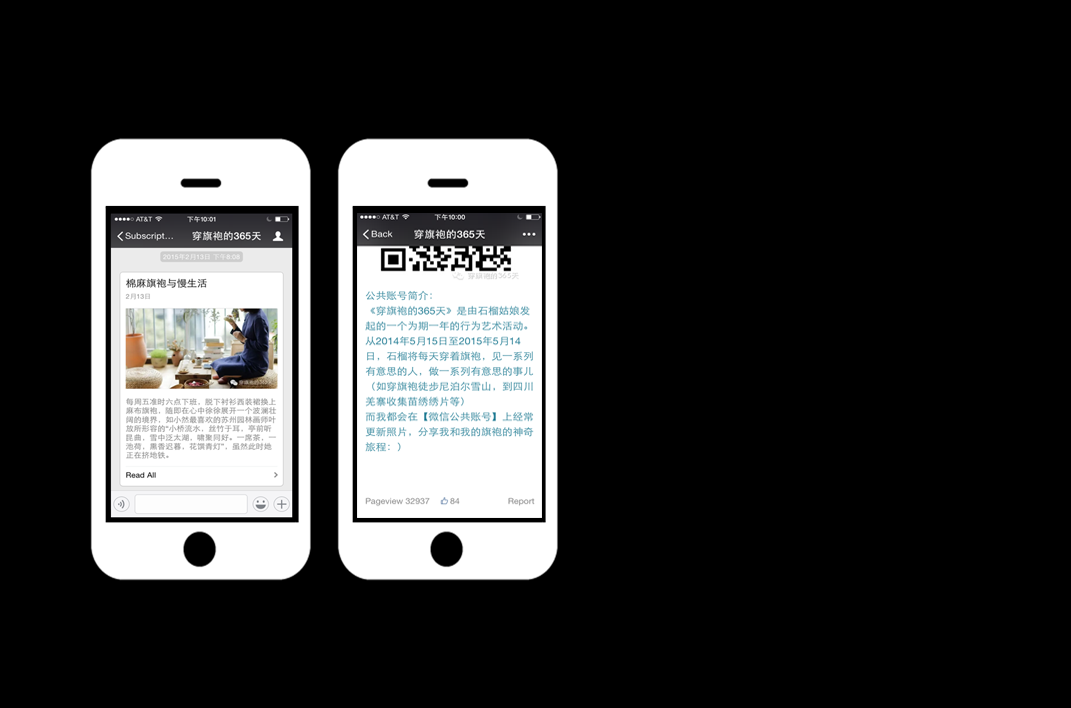 AT&T 下午10:01
Subscript... 穿旗袍的365天
2015年2月13日 下午6:08
棉麻旗袍与慢生活
2月13日
穿旗袍的365天
每周五准时六点下班，脱下衬衫西装裙换上
麻布旗袍，随即在心中徐徐展开一个波澜壮
阔的境界，如小然最喜欢的苏州园林画师叶
放所形容的“小桥流水，丝竹于耳，亭前听
昆曲，雪中泛太湖，啸聚同好。一席茶，一
池荷，熏香迟暮、花馔青灯”，虽然此时她
正在挤地铁。
Read All
AT&T 下午10:00
Back 穿旗袍的365天
穿旗袍的365天
公共账号简介：
《穿旗袍的365天》是由石榴姑娘发
起的一个为期一年的行为艺术活动。
从2014年5月15日至2015年5月14
日，石榴将每天穿着旗袍，见一系列
有意思的人，做一系列有意思的事儿
（如穿旗袍徒步尼泊尔雪山，到四川
羌寨收集苗绣绣片等）
而我都会在【微信公共账号】上经常
更新照片，分享我和我的旗袍的神奇
旅程：）
Pageview 32937 84 Report